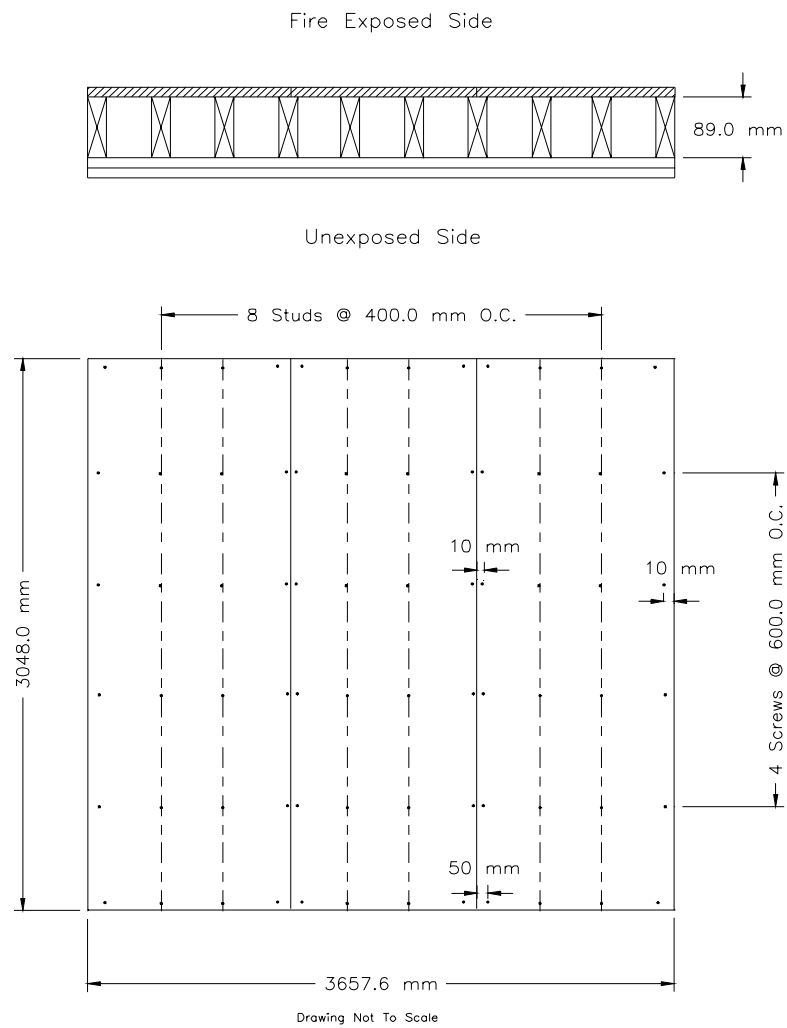 Fire Exposed Side
89.0 mm
Unexposed Side
8 Studs @ 400.0 mm O.C.
10 mm
10 mm
3048.0 mm
4 Screws @ 600.0 mm O.C.
50 mm
3657.6 mm
Drawing Not To Scale